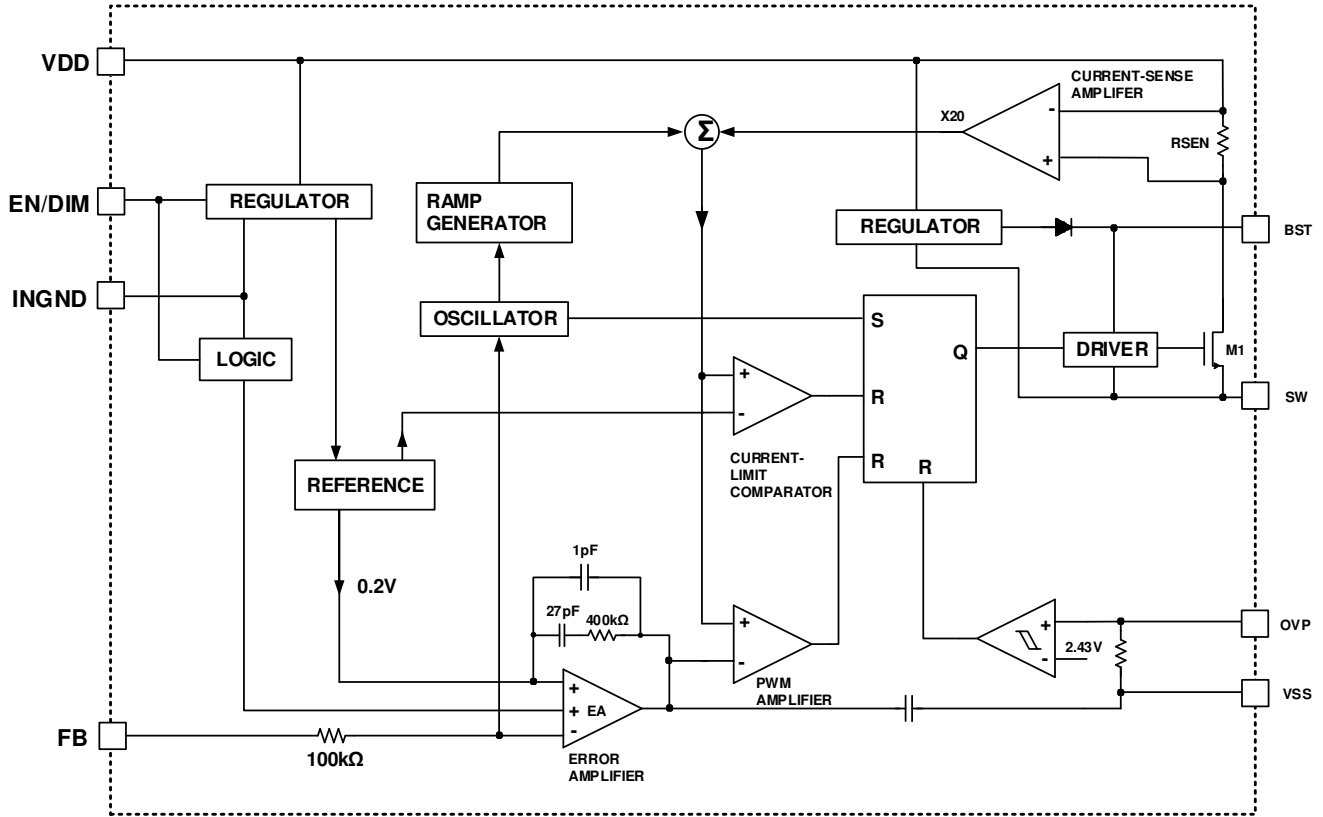 VDD
CURRENT-SENSE
AMPLIFER
X20
-
+
Σ
RSEN
EN/DIM
REGULATOR
RAMP
GENERATOR
REGULATOR
BST
INGND
OSCILLATOR
S
Q
DRIVER
M1
LOGIC
+
-
R
SW
CURRENT-
LIMIT
COMPARATOR
R
R
REFERENCE
0.2V
1pF
27pF
400kΩ
+
-
PWM
AMPLIFIER
+
2.43V
-
OVP
VSS
+
+
EA
-
ERROR
AMPLIFIER
FB
100kΩ